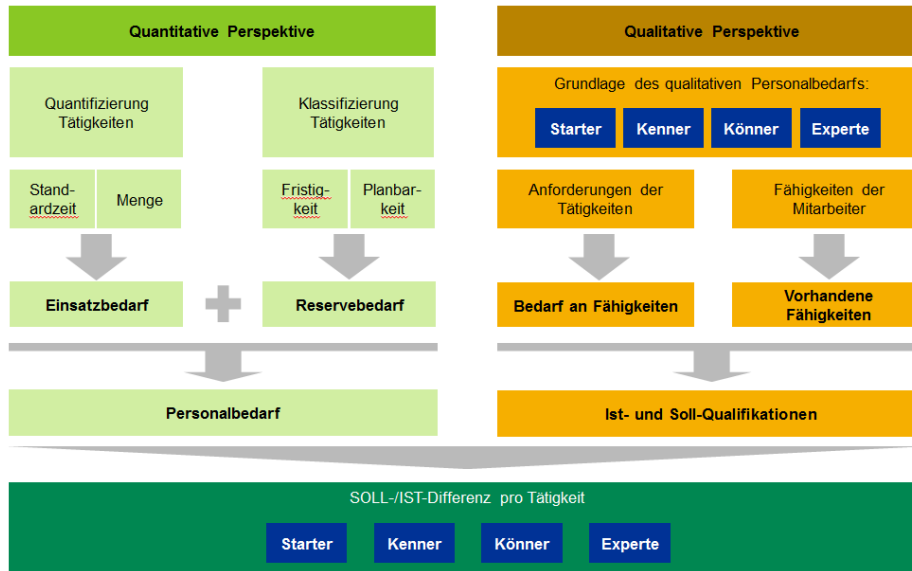 Quantitative Perspektive
Quantifizierung
Tätigkeiten
Klassifizierung
Tätigkeiten
Stand-
ardzeit
Menge
Fristig-
keit
Planbar-
keit
Einsatzbedarf
Reservebedarf
Personalbedarf
Qualitative Perspektive
Grundlage des qualitativen Personalbedarfs:
Starter
Kenner
Könner
Experte
Anforderungen der
Tätigkeiten
Fähigkeiten der
Mitarbeiter
Bedarf an Fähigkeiten
Vorhandene
Fähigkeiten
Ist- und Soll-Qualifikationen
SOLL-/IST-Differenz pro Tätigkeit
Starter
Kenner
Könner
Experte